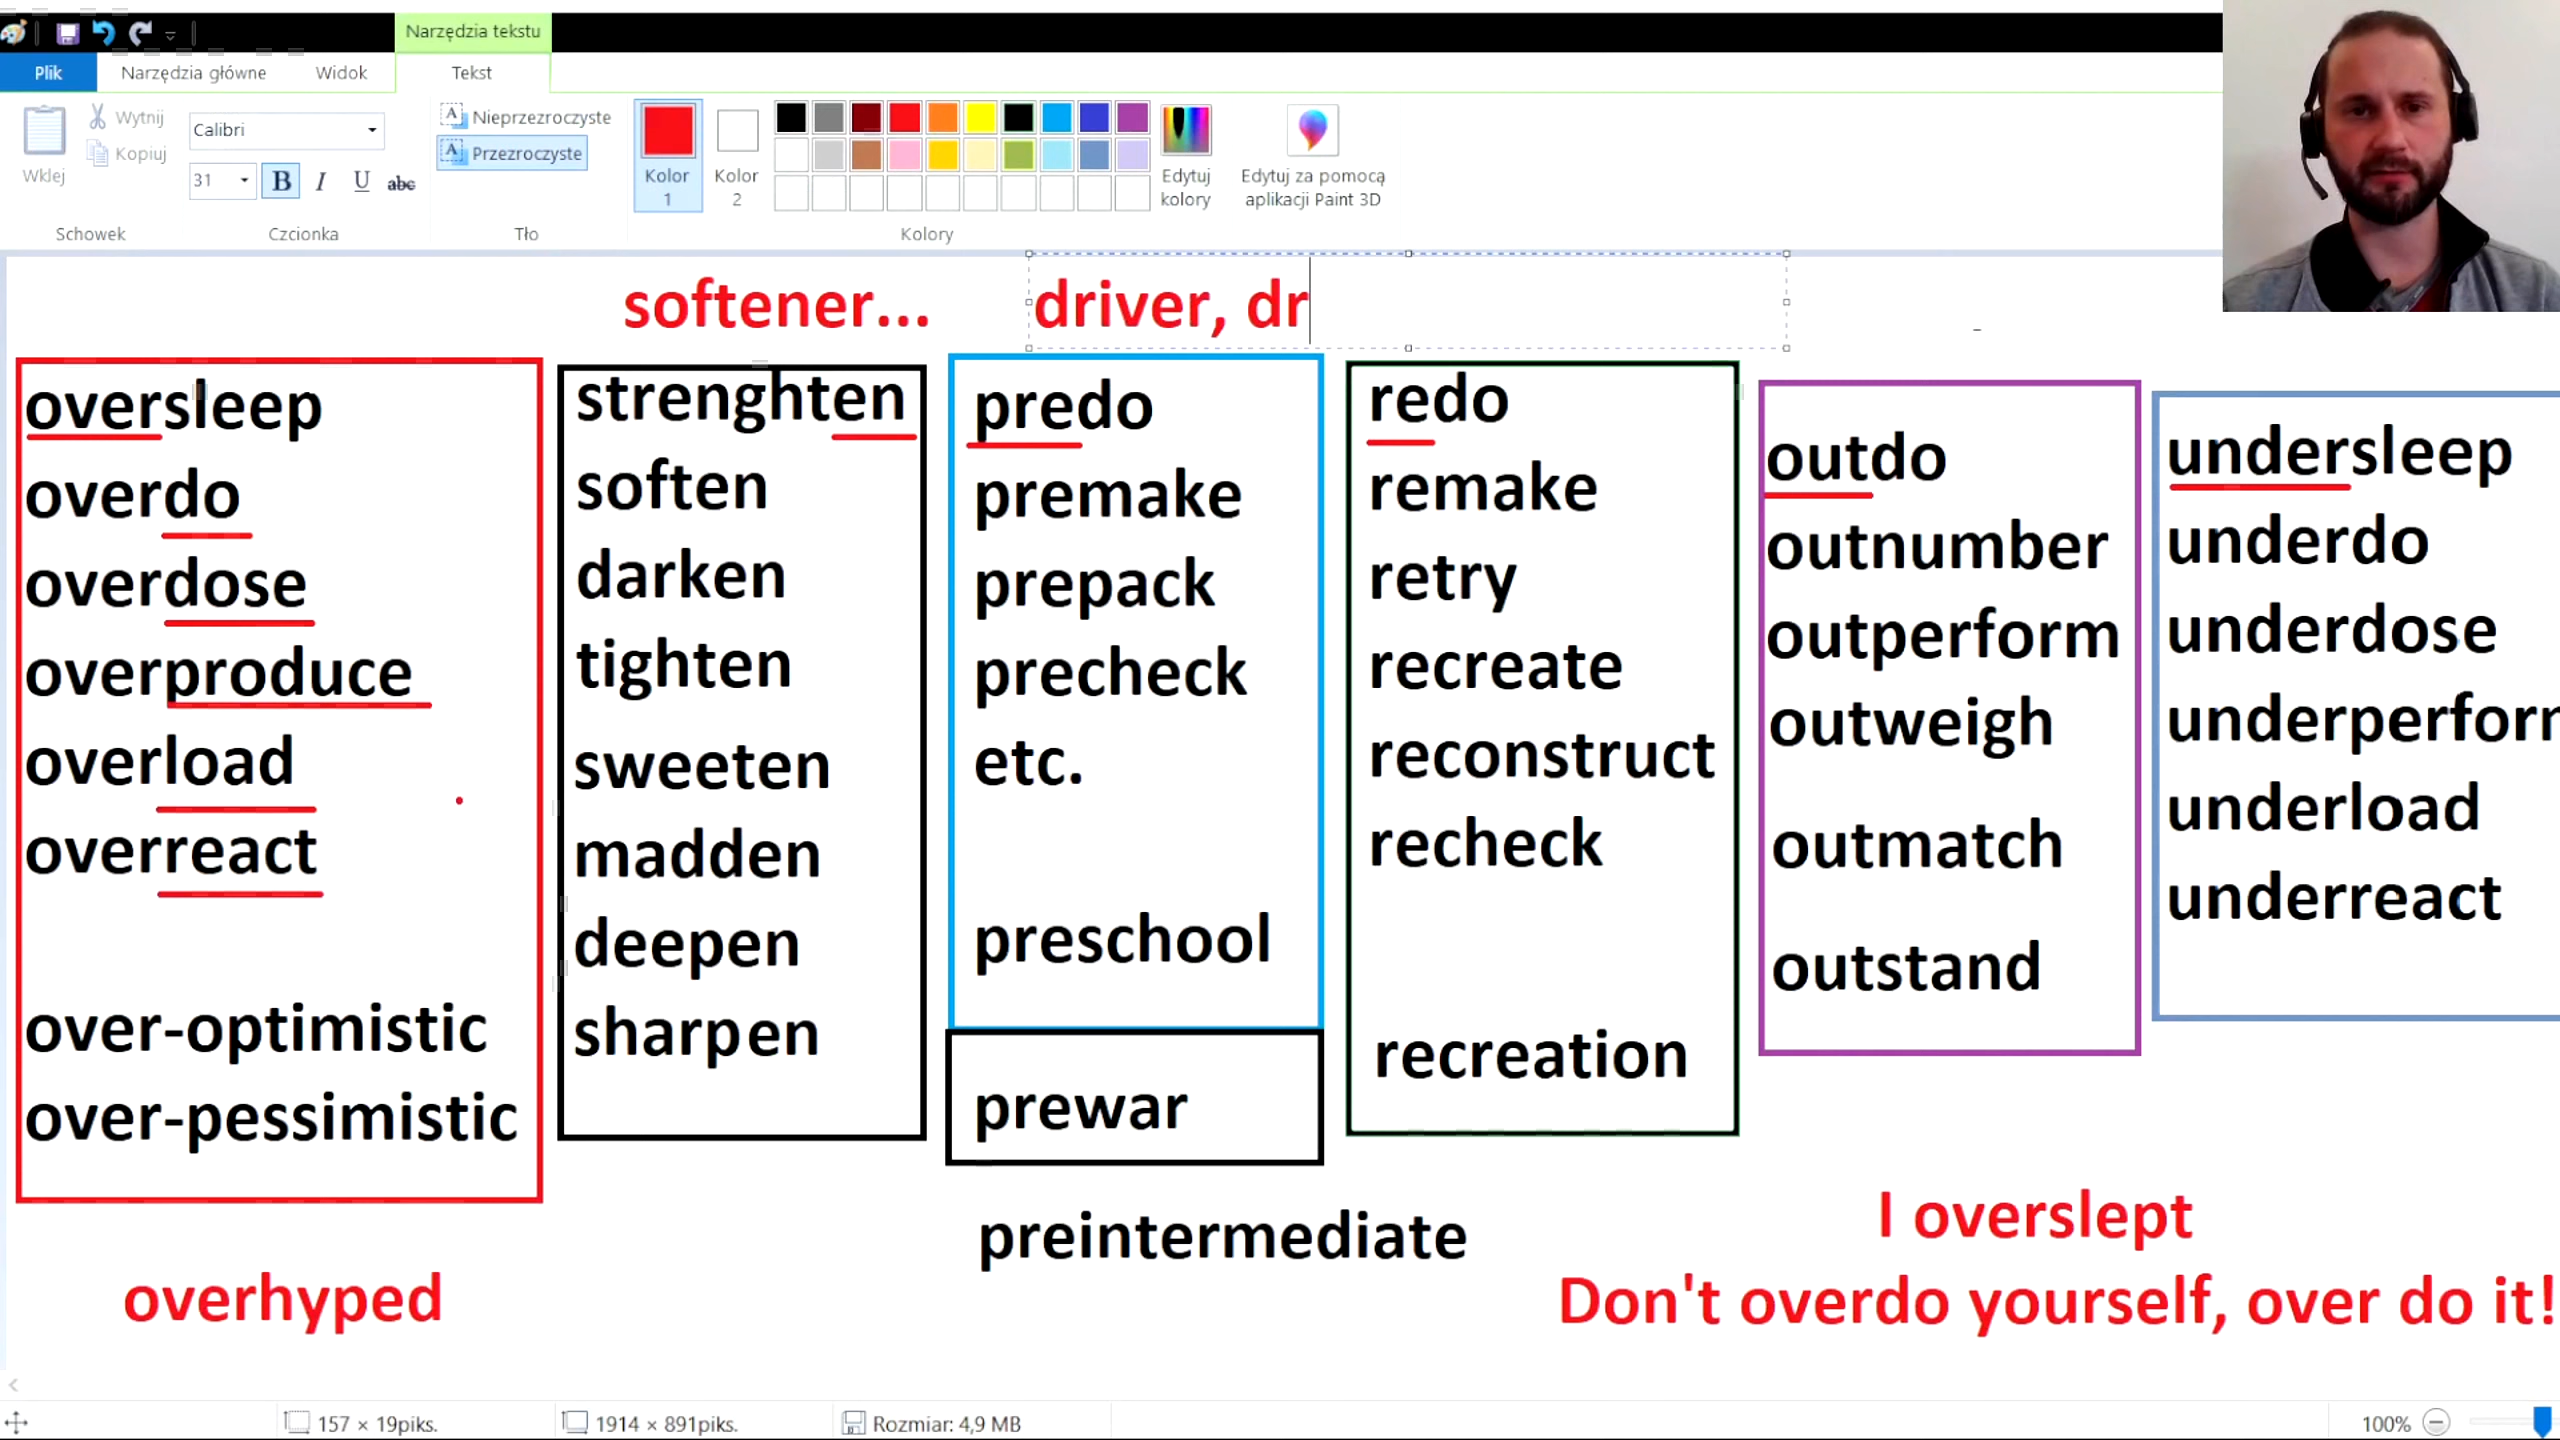 Narzędzia tekstu
Plik
Narzędzia główne
Widok
Tekst
Wklej
Wytnij
Kopiuj
Schowek
Calibri
31
B I U abc
Czcionka
Nieprzezroczyste
Przezroczyste
Tło
Kolor
1
Kolor
2
Edytuj
kolory
Edytuj za pomocą
aplikacji Paint 3D
Kolory
softener...
driver, dr
oversleep
overdo
overdose
overproduce
overload
overreact
over-optimistic
over-pessimistic
strenghten
soften
darken
tighten
sweeten
madden
deepen
sharpen
predo
premake
prepack
precheck
etc.
preschool
prewar
preintermediate
redo
remake
retry
recreate
reconstruct
recheck
recreation
outdo
outnumber
outperform
outweigh
outmatch
outstand
undersleep
underdo
underdose
underperfor
underload
underreact
overhyped
I overslept
Don't overdo yourself, over do it!
157 × 19piks.
1914 × 891piks.
Rozmiar: 4,9 MB
100%